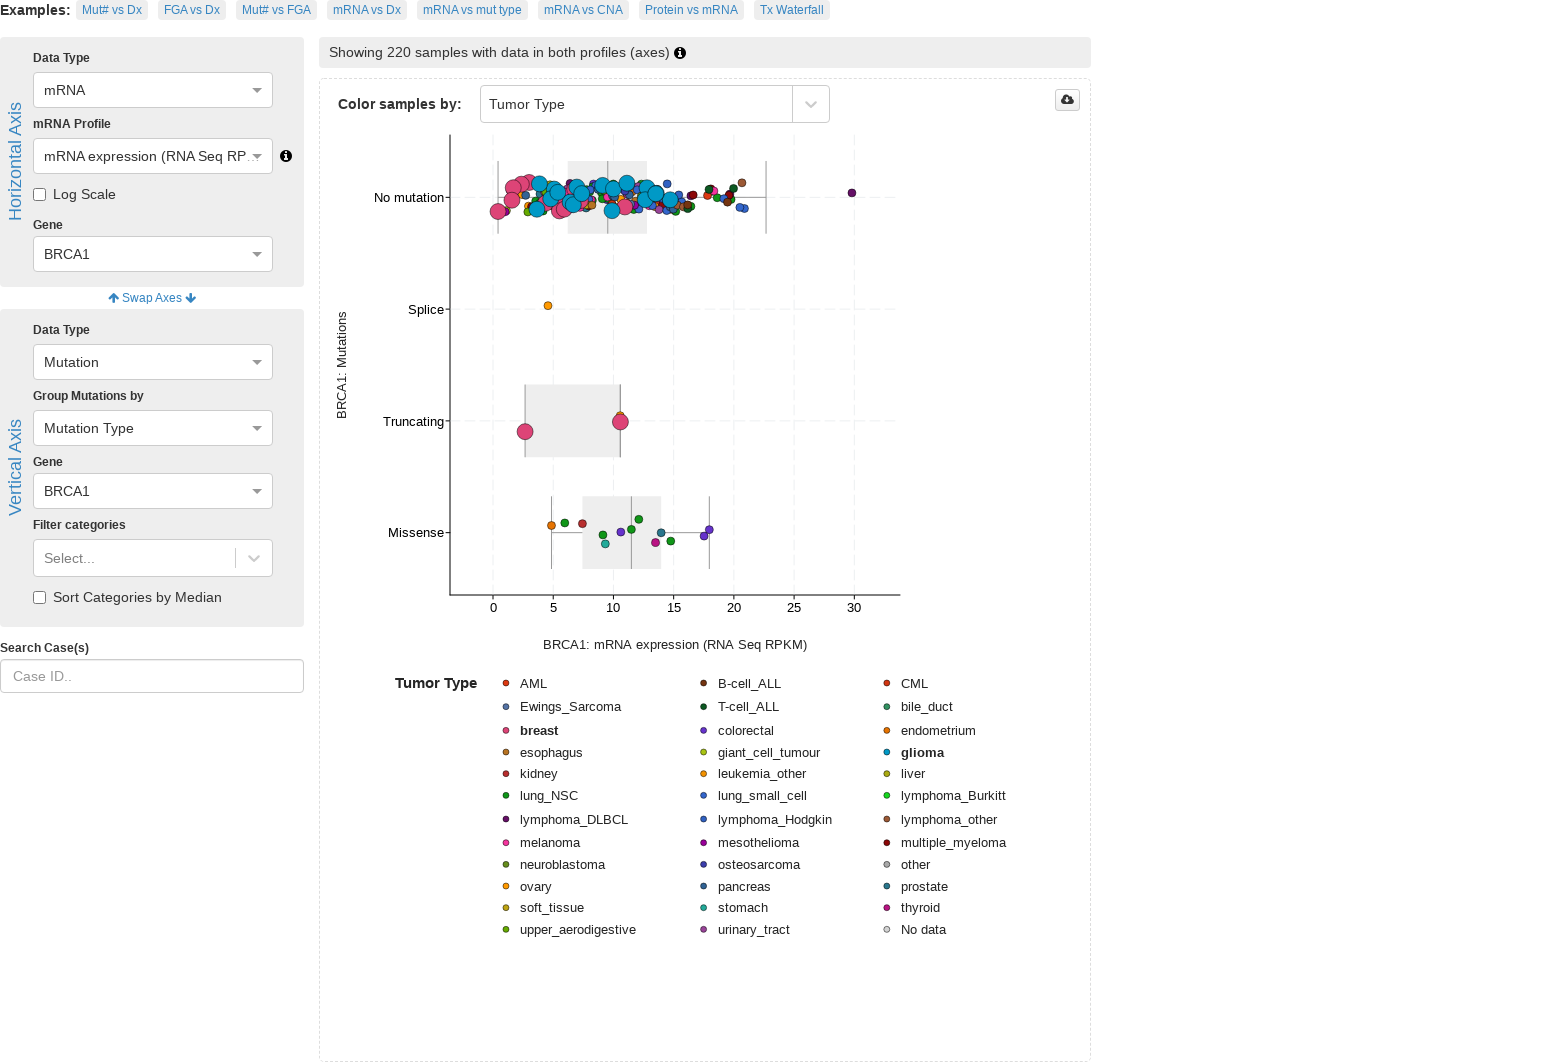 Examples: Mut# vs Dx FGA vs Dx Mut# vs FGA mRNA vs Dx mRNA vs mut type mRNA vs CNA Protein vs mRNA Tx Waterfall
Horizontal Axis
Data Type
mRNA
mRNA Profile
mRNA expression (RNA Seq RP...
Log Scale
Gene
BRCA1
Swap Axes
Vertical Axis
Data Type
Mutation
Group Mutations by
Mutation Type
Gene
BRCA1
Filter categories
Select...
Sort Categories by Median
Search Case(s)
Case ID..
Showing 220 samples with data in both profiles (axes)
Color samples by: Tumor Type
BRCA1: Mutations
No mutation
Splice
Truncating
Missense
0 5 10 15 20 25 30
BRCA1: mRNA expression (RNA Seq RPKM)
Tumor Type AML B-cell_ALL CML
Ewings_Sarcoma T-cell_ALL bile_duct
breast colorectal endometrium
esophagus giant_cell_tumour glioma
kidney leukemia_other liver
lung_NSC lung_small_cell lymphoma_Burkitt
lymphoma_DLBCL lymphoma_Hodgkin lymphoma_other
melanoma mesothelioma multiple_myeloma
neuroblastoma osteosarcoma other
ovary pancreas prostate
soft_tissue stomach thyroid
upper_aerodigestive urinary_tract No data